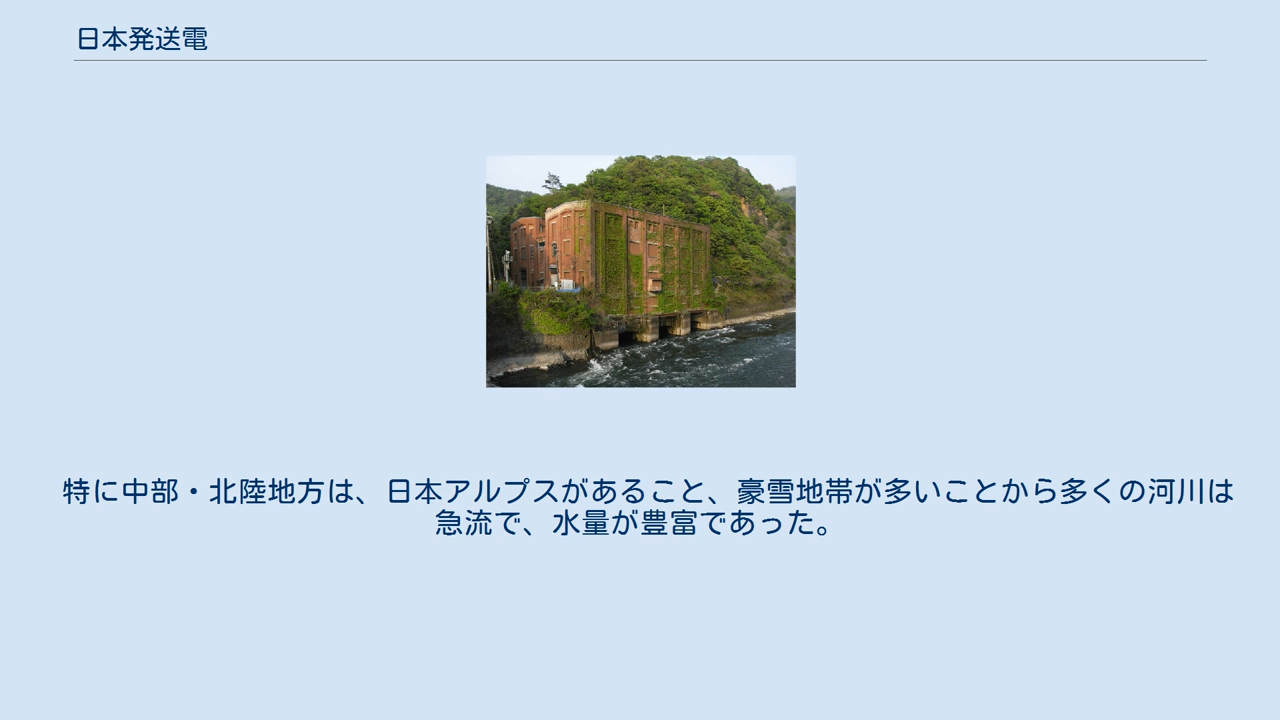 日本発送電
特に中部・北陸地方は、日本アルプスがあること、豪雪地帯が多いことから多くの河川は
急流で、水量が豊富であった。